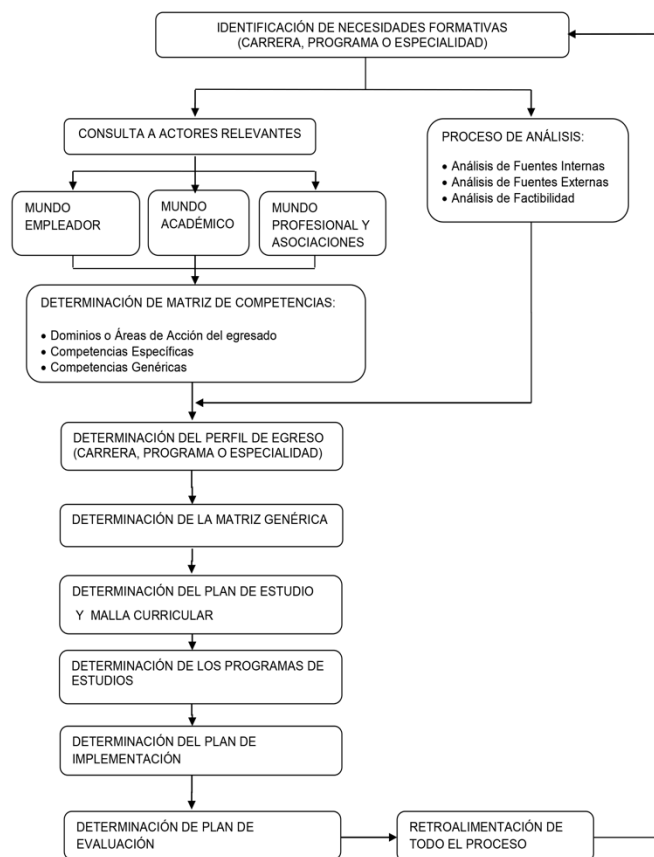 IDENTIFICACIÓN DE NECESIDADES FORMATIVAS
(CARRERA, PROGRAMA O ESPECIALIDAD)
CONSULTA A ACTORES RELEVANTES
PROCESO DE ANÁLISIS:
• Análisis de Fuentes Internas
• Análisis de Fuentes Externas
• Análisis de Factibilidad
MUNDO
EMPLEADOR
MUNDO
ACADÉMICO
MUNDO
PROFESIONAL Y
ASOCIACIONES
DETERMINACIÓN DE MATRIZ DE COMPETENCIAS:
• Dominios o Áreas de Acción del egresado
• Competencias Específicas
• Competencias Genéricas
DETERMINACIÓN DEL PERFIL DE EGRESO
(CARRERA, PROGRAMA O ESPECIALIDAD)
DETERMINACIÓN DE LA MATRIZ GENÉRICA
DETERMINACIÓN DEL PLAN DE ESTUDIO
Y MALLA CURRICULAR
DETERMINACIÓN DE LOS PROGRAMAS DE
ESTUDIOS
DETERMINACIÓN DEL PLAN DE
IMPLEMENTACIÓN
DETERMINACIÓN DE PLAN DE
EVALUACIÓN
RETROALIMENTACIÓN DE
TODO EL PROCESO